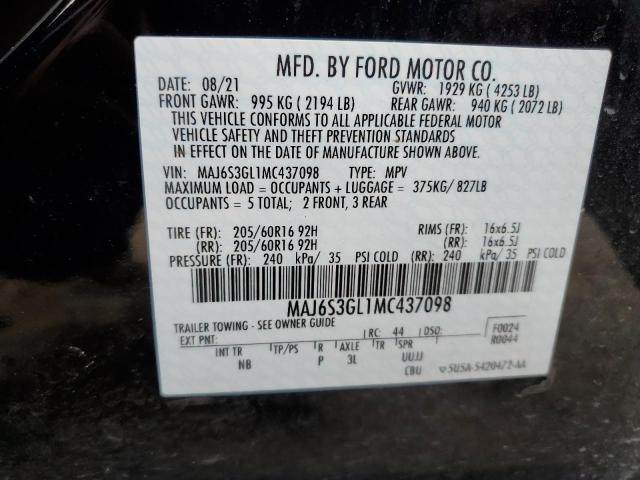 MFD. BY FORD MOTOR CO.
DATE: 08/21 GVWR: 1929 KG ( 4253 LB)
FRONT GAWR: 995 KG ( 2194 LB) REAR GAWR: 940 KG ( 2072 LB)
THIS VEHICLE CONFORMS TO ALL APPLICABLE FEDERAL MOTOR
VEHICLE SAFETY AND THEFT PREVENTION STANDARDS
IN EFFECT ON THE DATE OF MANUFACTURE SHOWN ABOVE.
VIN: MAJ6S3GL1MC437098 TYPE: MPV
MAXIMUM LOAD = OCCUPANTS + LUGGAGE = 375KG/ 827LB
OCCUPANTS = 5 TOTAL; 2 FRONT, 3 REAR
TIRE (FR): 205/60R16 92H RIMS (FR): 16x6.5J
(RR): 205/60R16 92H (RR): 16x6.5J
PRESSURE (FR): 240 kPa/ 35 PSI COLD (RR): 240 kPa/ 35 PSI COLD
MAJ6S3GL1MC437098
TRAILER TOWING - SEE OWNER GUIDE
EXT PNT: RC: 44 DSO: F0024
R0044
INT TR TP/PS R AXLE TR SPR
NB P 3L UUJJ
CBU 5U5A-5420472-AA